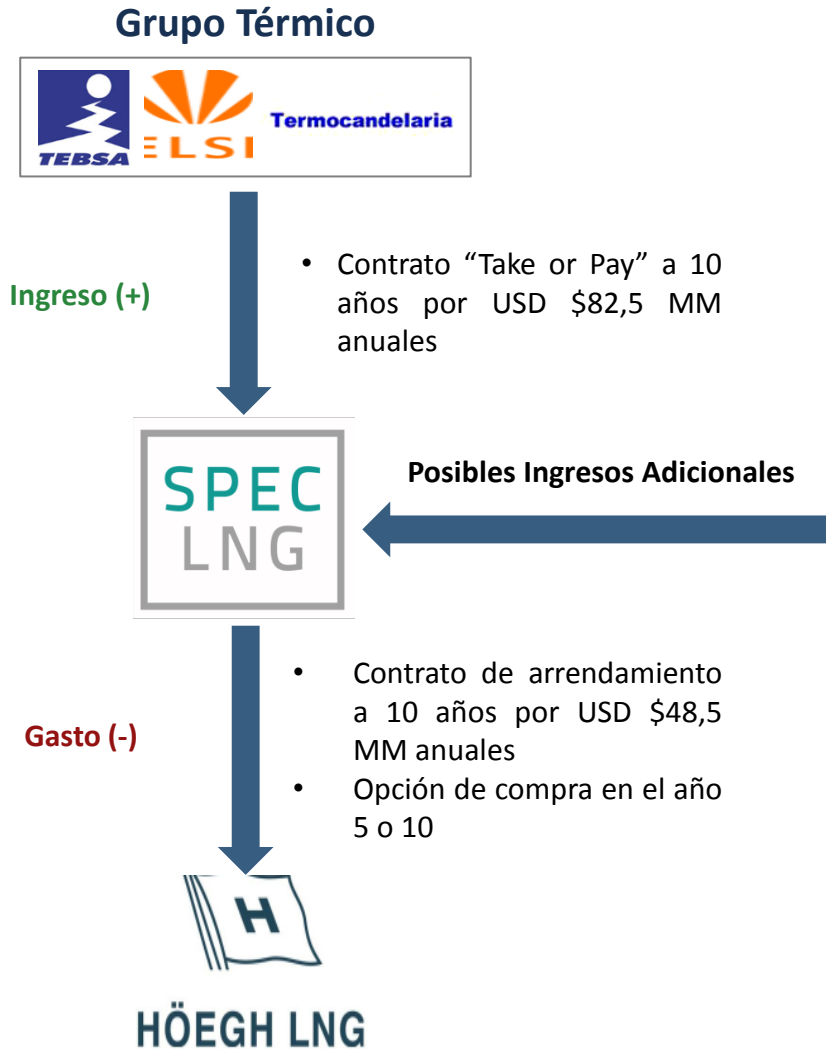 Grupo Térmico
TEBSA
ELSI
Termocandelaria
Ingreso (+)
• Contrato “Take or Pay” a 10
años por USD $82,5 MM
anuales
SPEC
LNG
Posibles Ingresos Adicionales
Gasto (-)
• Contrato de arrendamiento
a 10 años por USD $48,5
MM anuales
• Opción de compra en el año
5 o 10
H
HÖEGH LNG